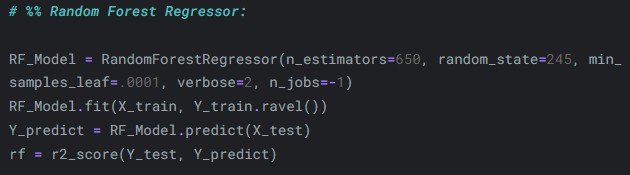 # %% Random Forest Regressor:
RF_Model = RandomForestRegressor(n_estimators=650, random_state=245, min_
samples_leaf=.0001, verbose=2, n_jobs=-1)
RF_Model.fit(X_train, Y_train.ravel())
Y_predict = RF_Model.predict(X_test)
rf = r2_score(Y_test, Y_predict)